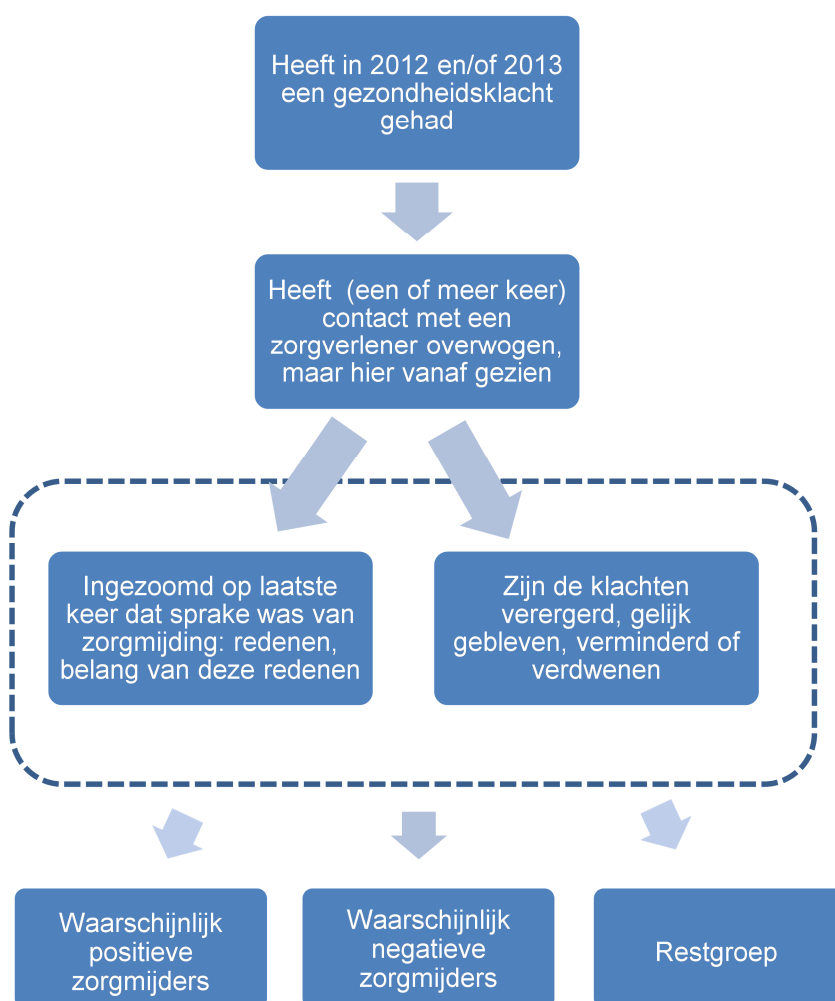 Heeft in 2012 en/of 2013
een gezondheidsklacht
gehad
Heeft (een of meer keer)
contact met een
zorgverlener overwogen,
maar hier vanaf gezien
Ingezoomd op laatste
keer dat sprake was van
zorgmijding: redenen,
belang van deze redenen
Zijn de klachten
verergerd, gelijk
gebleven, verminderd of
verdwenen
Waarschijnlijk
positieve
zorgmijders
Waarschijnlijk
negatieve
zorgmijders
Restgroep